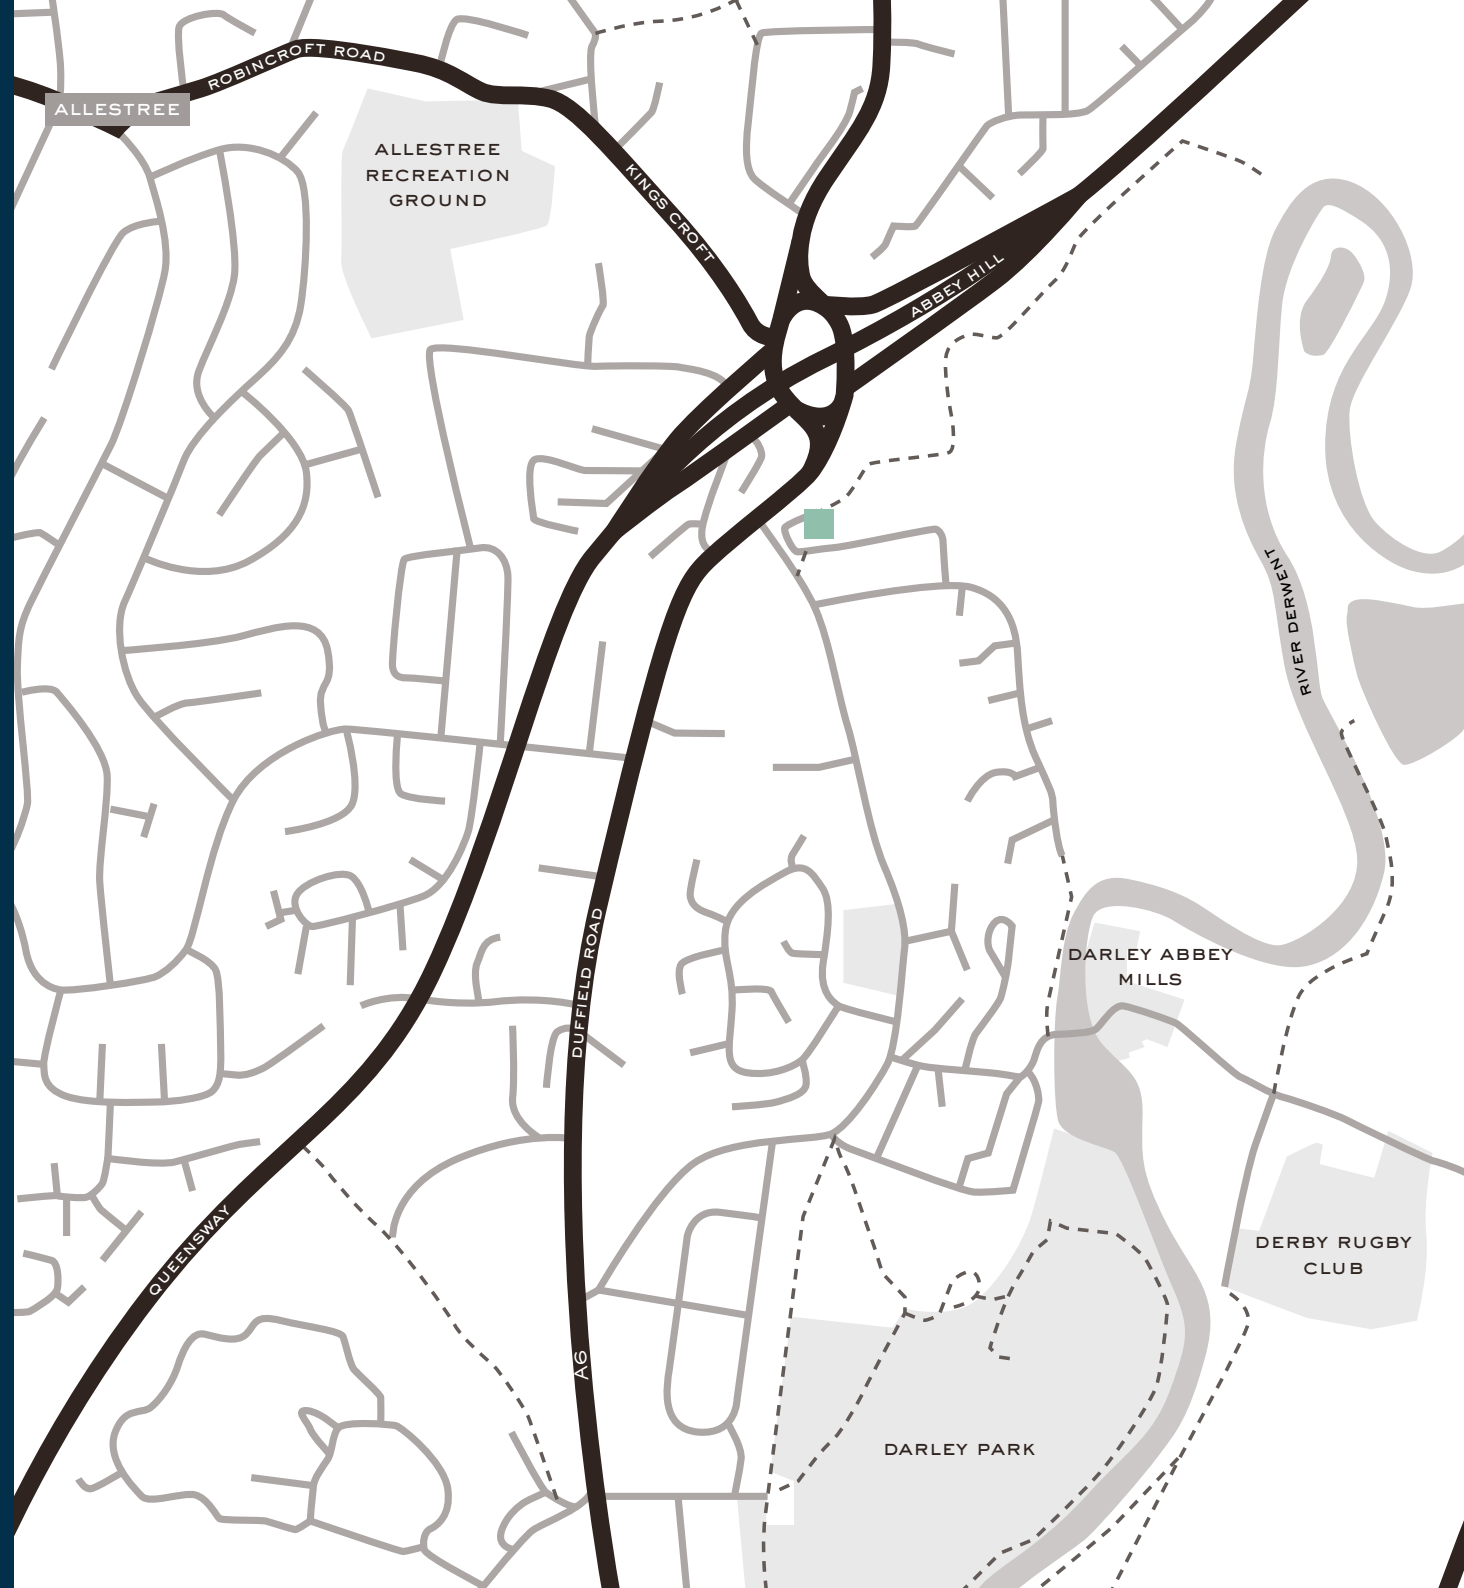 ROBINCROFT ROAD
ALLESTREE
ALLESTREE
RECREATION
GROUND
KINGS CROFT
ABBEY HILL
RIVER DERWENT
DUFFIELD ROAD
DARLEY ABBEY
MILLS
QUEENSWAY
DERBY RUGBY
CLUB
A6
DARLEY PARK